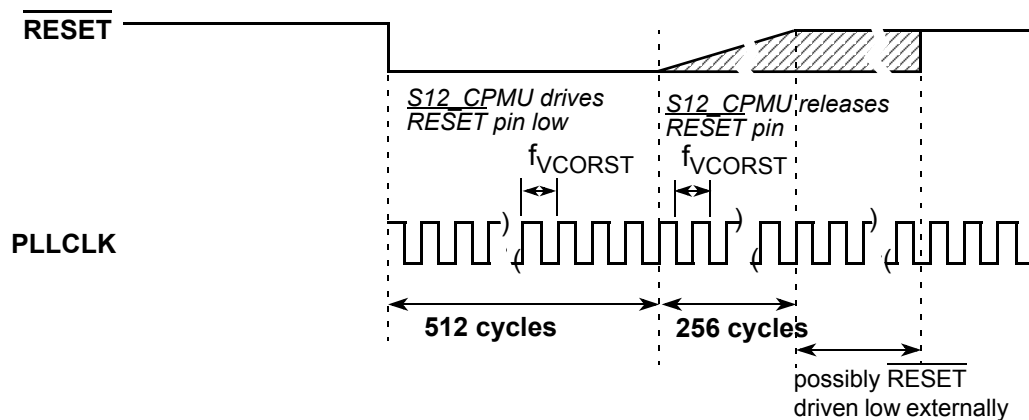 RESET
S12_CPMU drives
RESET pin low
S12_CPMU releases
RESET pin
fVCORST
fVCORST
)
)
)
PLLCLK
(
(
(
512 cycles
256 cycles
possibly RESET
driven low externally